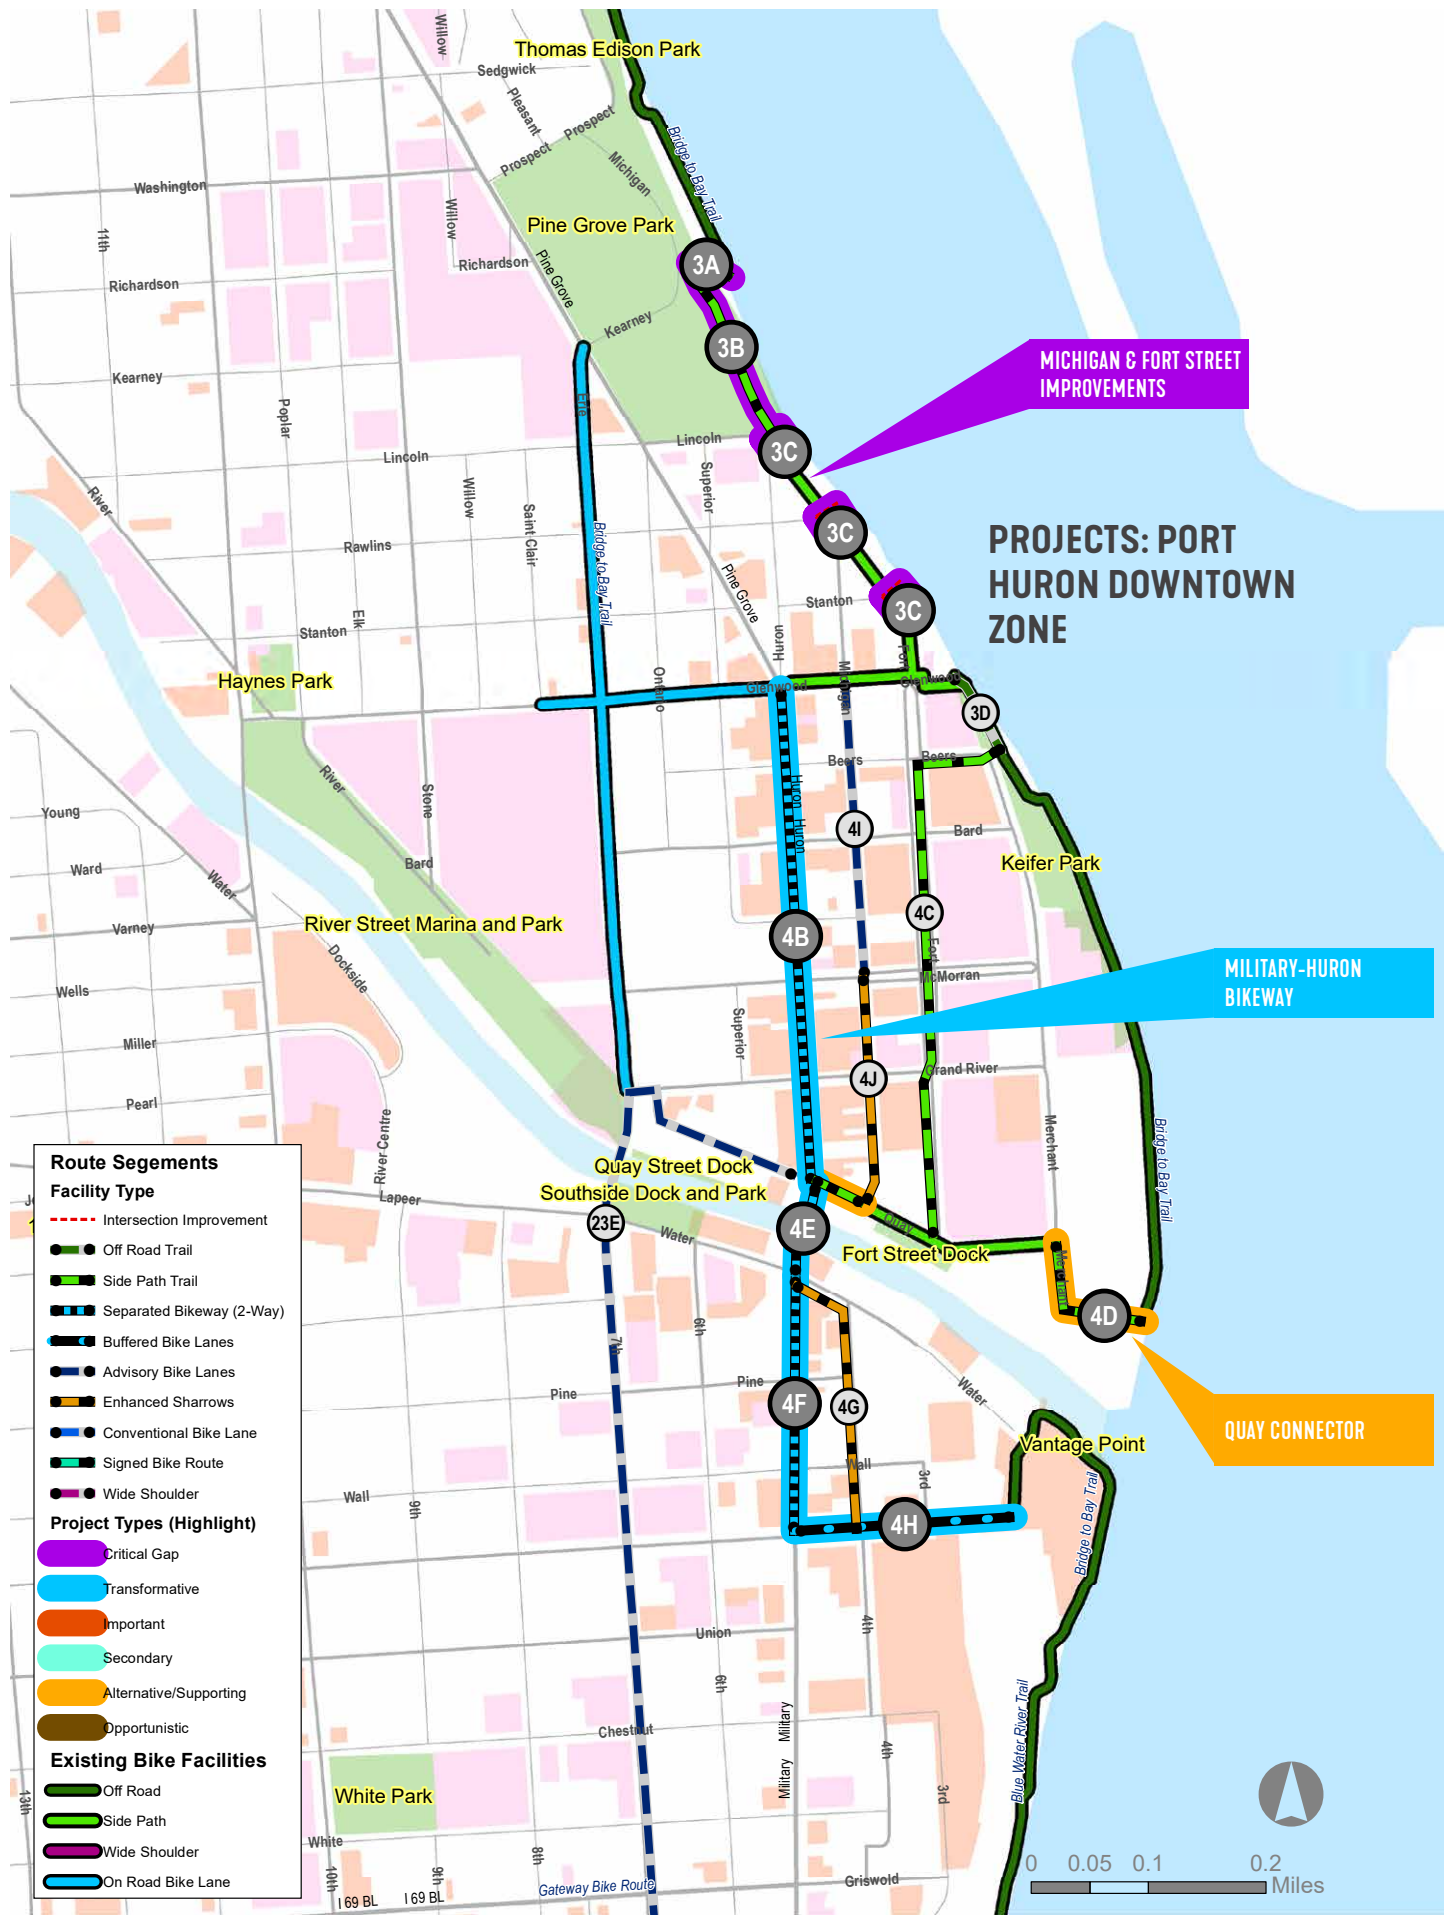 Thomas Edison Park
Willow
Sedgwick
Pleasant
Prospect
Prospect
Michigan
Bridge to Bay Trail
Washington
11th
Willow
Pine Grove Park
Richardson
Pine Grove
3A
Richardson
Kearney
3B
MICHIGAN & FORT STREET
IMPROVEMENTS
Kearney
Poplar
Erie
Lincoln
Lincoln
3C
Superior
River
Willow
Saint Clair
Bridge to Bay Trail
3C
PROJECTS: PORT
HURON DOWNTOWN
ZONE
Rawlins
Pine Grove
Elk
Stanton
Stanton
3C
Huron
Fort
Haynes Park
Ontario
Glenwood
Michigan
Glenwood
3D
River
Stone
Beers
Beers
Huron
Huron
Young
4I
Bard
Bard
Keifer Park
Ward
Water
4C
River Street Marina and Park
Varney
4B
Fort
Dockside
McMorran
MILITARY-HURON
BIKEWAY
Wells
Superior
Miller
4J
Grand River
Pearl
River Centre
Merchant
Bridge to Bay Trail
Quay Street Dock
Southside Dock and Park
Lapeer
23E
Water
4E
Quay
Fort Street Dock
Merchant
4D
7th
6th
Pine
Pine
4F
4G
Water
QUAY CONNECTOR
Vantage Point
Wall
3rd
Wall
9th
4H
Bridge to Bay Trail
Union
4th
6th
Military
Military
Chestnut
4th
Blue Water River Trail
White Park
3rd
13th
White
8th
10th
9th
I 69 BL
I 69 BL
Gateway Bike Route
Griswold
Route Segements
Facility Type
Intersection Improvement
Off Road Trail
Side Path Trail
Separated Bikeway (2-Way)
Buffered Bike Lanes
Advisory Bike Lanes
Enhanced Sharrows
Conventional Bike Lane
Signed Bike Route
Wide Shoulder
Project Types (Highlight)
Critical Gap
Transformative
Important
Secondary
Alternative/Supporting
Opportunistic
Existing Bike Facilities
Off Road
Side Path
Wide Shoulder
On Road Bike Lane
0 0.05 0.1 0.2
Miles